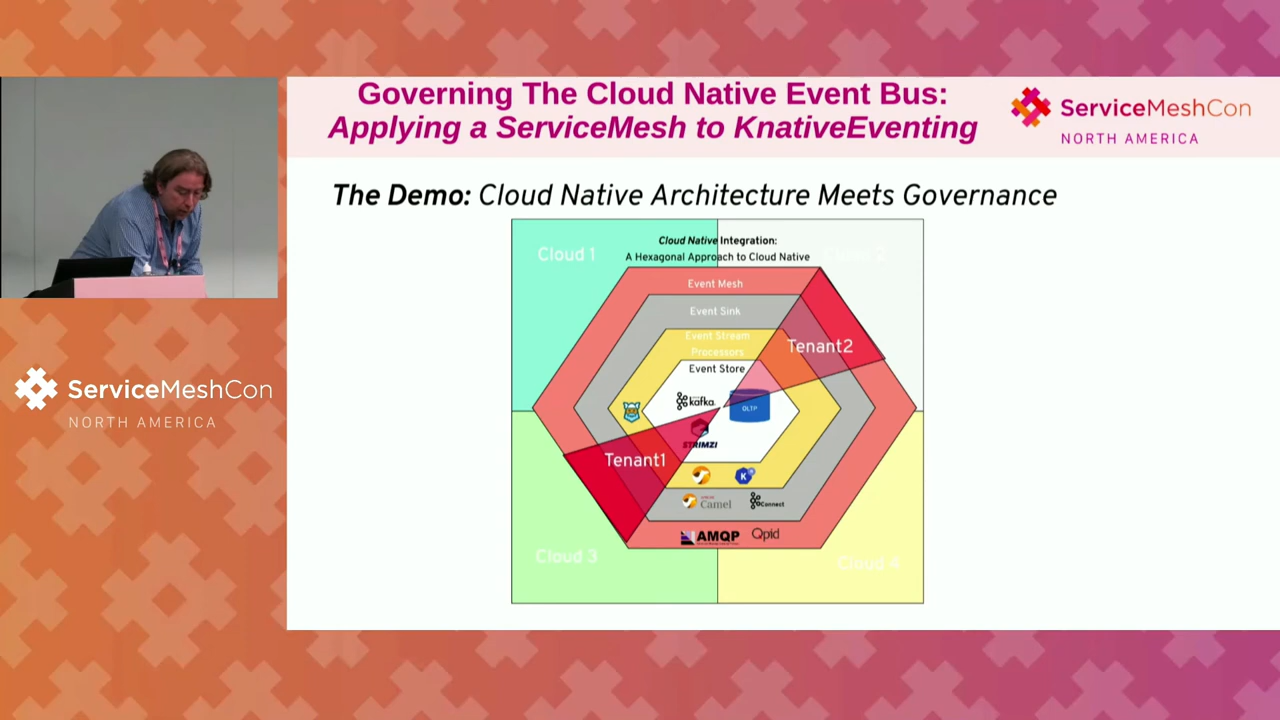 Governing The Cloud Native Event Bus:
Applying a ServiceMesh to KnativeEventing
ServiceMeshCon
NORTH AMERICA
The Demo: Cloud Native Architecture Meets Governance
Cloud 1
Cloud 2
Cloud Native Integration:
A Hexagonal Approach to Cloud Native
Event Mesh
Event Sink
Event Stream
Processors
Event Store
Tenant2
kafka
OLTP
STRIMZI
Tenant1
K
Camel
Connect
AMQP
Qpid
Cloud 3
Cloud 4
ServiceMeshCon
NORTH AMERICA